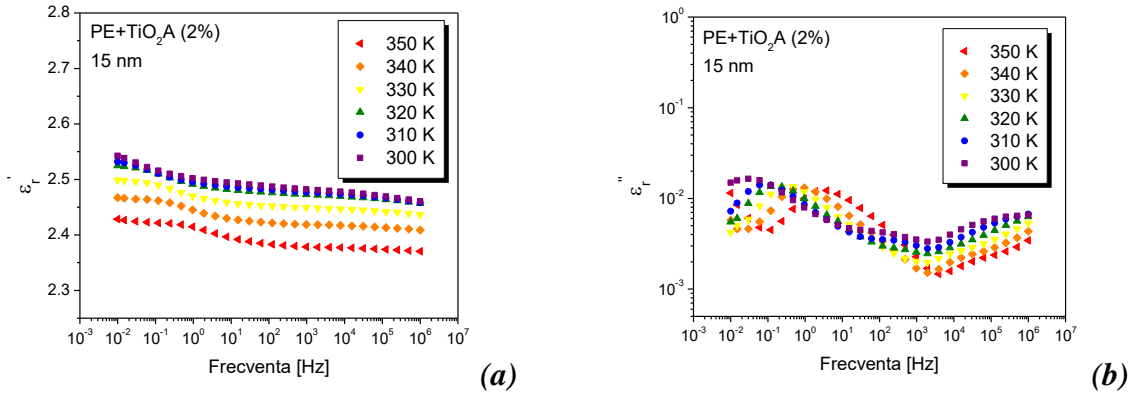 2.8
2.7
2.6
2.5
2.4
2.3
εr'
PE+TiO2A (2%)
15 nm
350 K
340 K
330 K
320 K
310 K
300 K
10-3 10-2 10-1 100 101 102 103 104 105 106 107
Frecventa [Hz]
(a)
100
10-1
10-2
10-3
εr"
PE+TiO2A (2%)
15 nm
350 K
340 K
330 K
320 K
310 K
300 K
10-3 10-2 10-1 100 101 102 103 104 105 106 107
Frecventa [Hz]
(b)